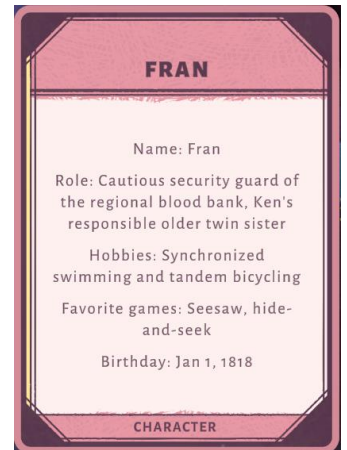 FRAN
Name: Fran
Role: Cautious security guard of
the regional blood bank, Ken's
responsible older twin sister
Hobbies: Synchronized
swimming and tandem bicycling
Favorite games: Seesaw, hide-
and-seek
Birthday: Jan 1, 1818
CHARACTER